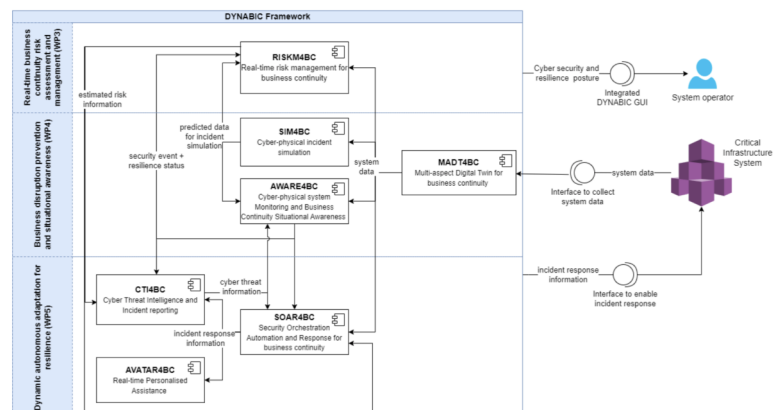 DYNABIC Framework
Real-time business
continuity risk
assessment and
management (WP3)
RISKM4BC
Real-time risk management for
business continuity
estimated risk
information
Cyber security and
resilience posture
Integrated
DYNABIC GUI
System operator
Business disruption prevention
and situational awareness (WP4)
predicted data
for incident
simulation
SIM4BC
Cyber-physical incident
simulation
security event +
resilience status
system
data
MADT4BC
Multi-aspect Digital Twin for
business continuity
AWARE4BC
Cyber-physical system
Monitoring and Business
Continuity Situational Awareness
Critical
Infrastructure
System
system data
Interface to collect
system data
Dynamic autonomous adaptation for
resilience (WP5)
CTI4BC
Cyber Threat Intelligence and
Incident reporting
cyber threat
information
incident response
information
SOAR4BC
Security Orchestration
Automation and Response for
business continuity
AVATAR4BC
Real-time Personalised
Assistance
incident response
information
Interface to enable
incident response